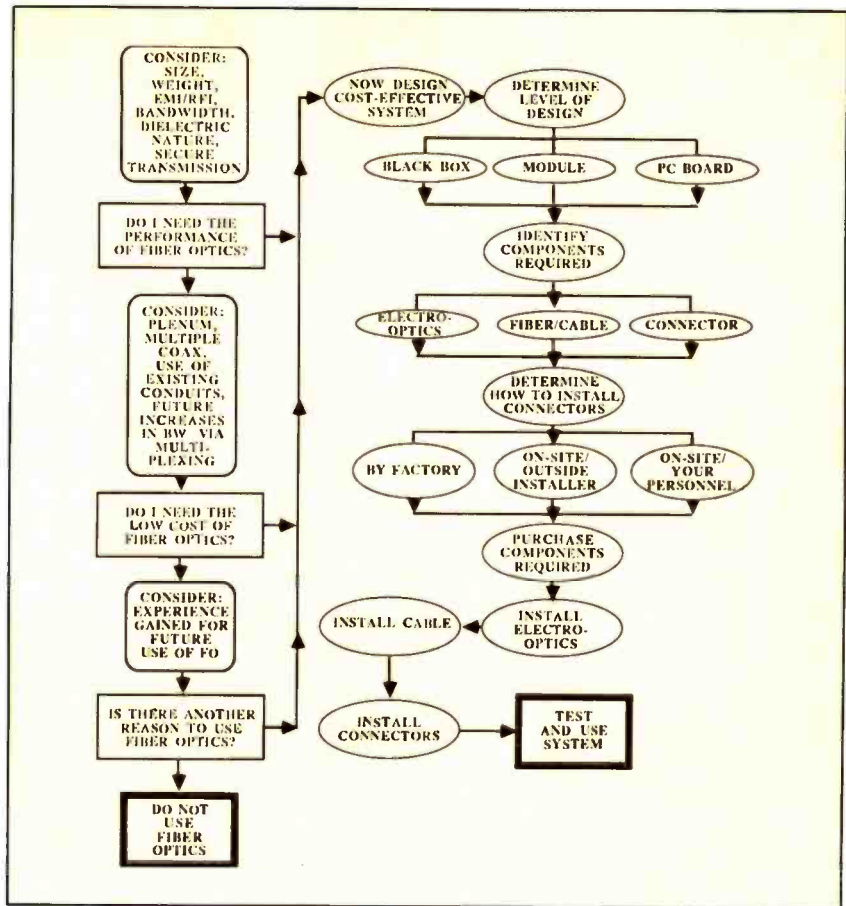 CONSIDER:
SIZE,
WEIGHT,
EMI/RFI,
BANDWIDTH,
DIELECTRIC
NATURE,
SECURE
TRANSMISSION
DO I NEED THE
PERFORMANCE
OF FIBER OPTICS?
CONSIDER:
PLENUM,
MULTIPLE
COAX,
USE OF
EXISTING
CONDUITS,
FUTURE
INCREASES
IN BW VIA
MULTI-
PLEXING
DO I NEED THE
LOW COST OF
FIBER OPTICS?
CONSIDER:
EXPERIENCE
GAINED FOR
FUTURE
USE OF FO
IS THERE ANOTHER
REASON TO USE
FIBER OPTICS?
DO NOT
USE
FIBER
OPTICS
NOW DESIGN
COST-EFFECTIVE
SYSTEM
DETERMINE
LEVEL OF
DESIGN
BLACK BOX
MODULE
PC BOARD
IDENTIFY
COMPONENTS
REQUIRED
ELECTRO-
OPTICS
FIBER/CABLE
CONNECTOR
DETERMINE
HOW TO INSTALL
CONNECTORS
BY FACTORY
ON-SITE/
OUTSIDE
INSTALLER
ON-SITE/
YOUR
PERSONNEL
PURCHASE
COMPONENTS
REQUIRED
INSTALL
ELECTRO-
OPTICS
INSTALL CABLE
INSTALL
CONNECTORS
TEST
AND USE
SYSTEM